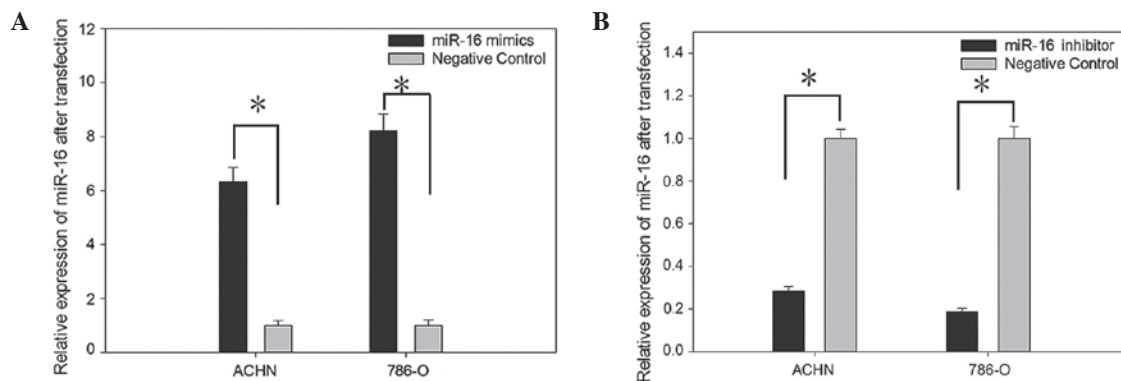 A
Relative expression of miR-16 after transfection
12
10
8
6
4
2
0
miR-16 mimics
Negative Control
*
*
ACHN
786-O
B
Relative expression of miR-16 after transfection
1.4
1.2
1.0
0.8
0.6
0.4
0.2
0.0
miR-16 inhibitor
Negative Control
*
*
ACHN
786-O